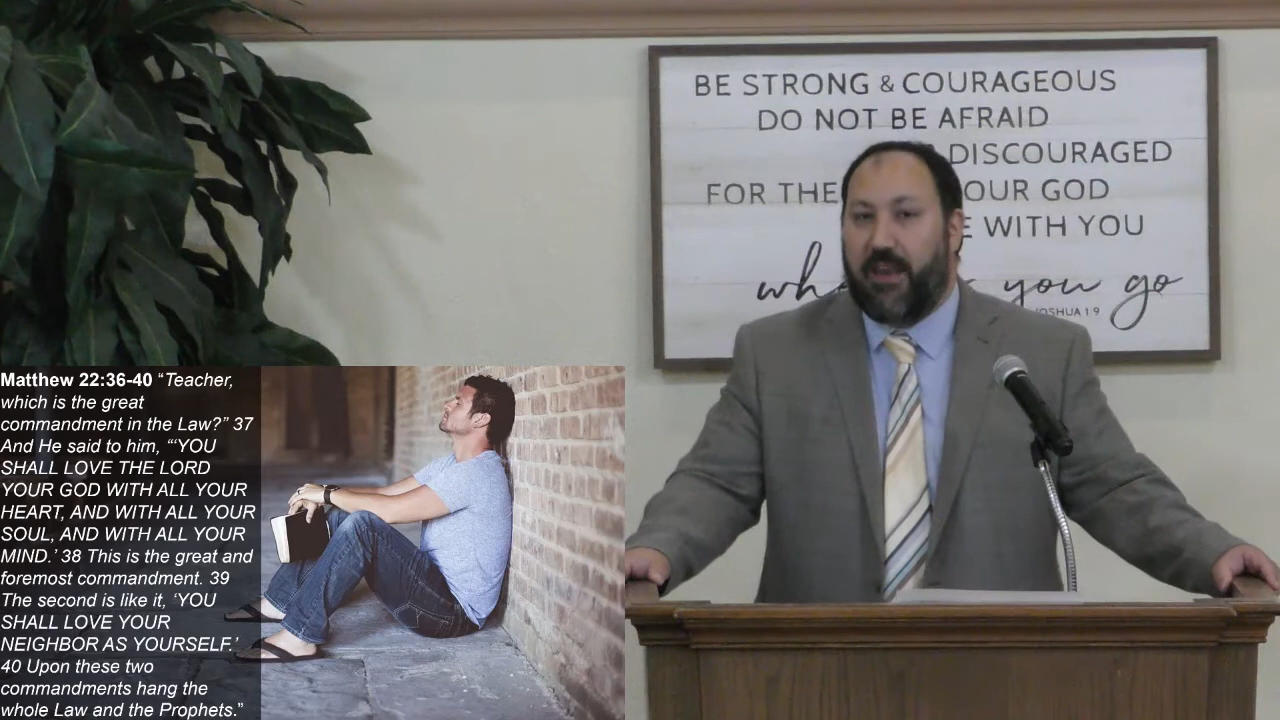 BE STRONG & COURAGEOUS
DO NOT BE AFRAID
DISCOURAGED
FOR THE OUR GOD
WITH YOU
you go
JOSHUA 1 9
Matthew 22:36-40 “Teacher,
which is the great
commandment in the Law?” 37
And He said to him, “‘YOU
SHALL LOVE THE LORD
YOUR GOD WITH ALL YOUR
HEART, AND WITH ALL YOUR
SOUL, AND WITH ALL YOUR
MIND.’ 38 This is the great and
foremost commandment. 39
The second is like it, ‘YOU
SHALL LOVE YOUR
NEIGHBOR AS YOURSELF.’
40 Upon these two
commandments hang the
whole Law and the Prophets.”